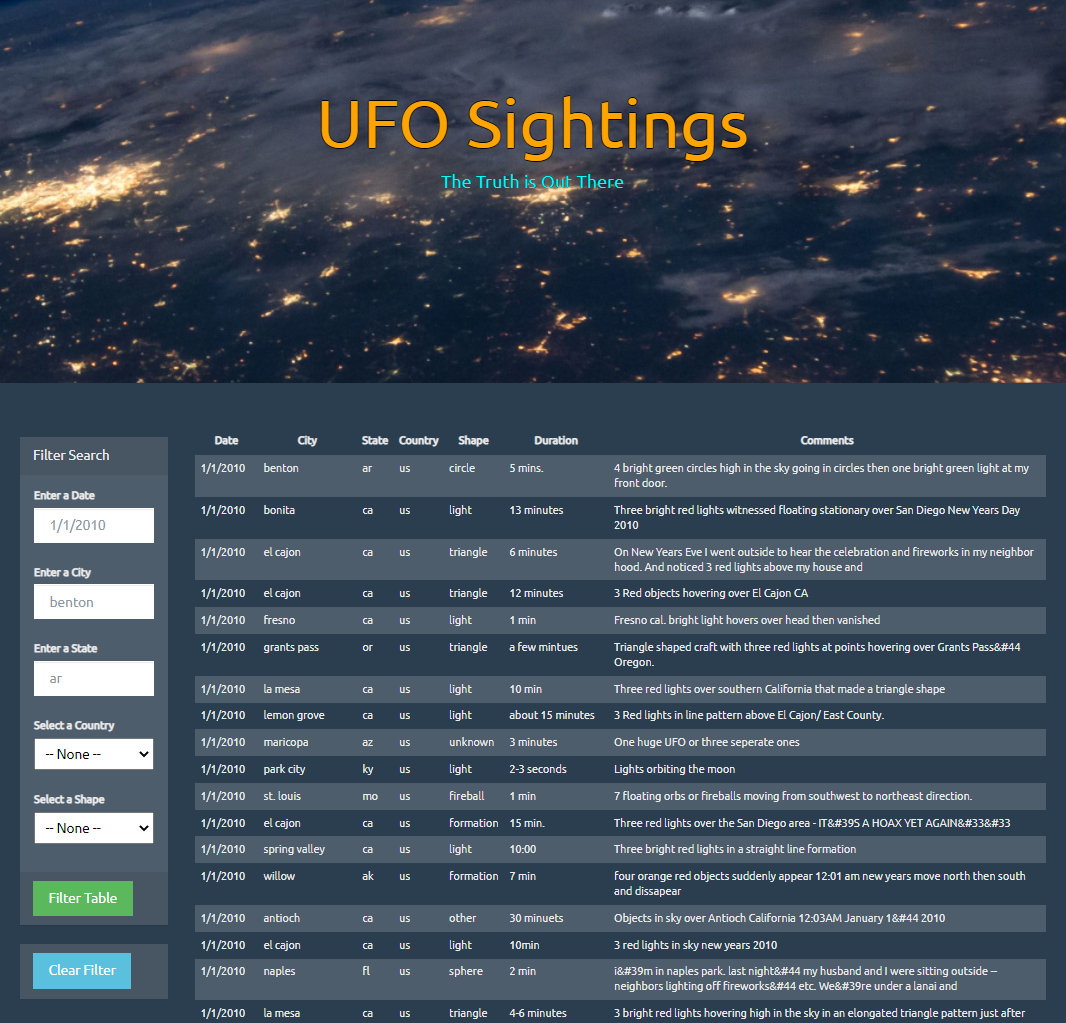 UFO Sightings
The Truth is Out There
Filter Search
Enter a Date
1/1/2010
Enter a City
benton
Enter a State
ar
Select a Country
-- None --
Select a Shape
-- None --
Filter Table
Clear Filter
Date City State Country Shape Duration Comments
1/1/2010 benton ar us circle 5 mins. 4 bright green circles high in the sky going in circles then one bright green light at my
front door.
1/1/2010 bonita ca us light 13 minutes Three bright red lights witnessed floating stationary over San Diego New Years Day
2010
1/1/2010 el cajon ca us triangle 6 minutes On New Years Eve I went outside to hear the celebration and fireworks in my neighbor
hood. And noticed 3 red lights above my house and
1/1/2010 el cajon ca us triangle 12 minutes 3 Red objects hovering over El Cajon CA
1/1/2010 fresno ca us light 1 min Fresno cal. bright light hovers over head then vanished
1/1/2010 grants pass or us triangle a few mintues Triangle shaped craft with three red lights at points hovering over Grants Pass&#44
Oregon.
1/1/2010 la mesa ca us light 10 min Three red lights over southern California that made a triangle shape
1/1/2010 lemon grove ca us light about 15 minutes 3 Red lights in line pattern above El Cajon/ East County.
1/1/2010 maricopa az us unknown 3 minutes One huge UFO or three seperate ones
1/1/2010 park city ky us light 2-3 seconds Lights orbiting the moon
1/1/2010 st. louis mo us fireball 1 min 7 floating orbs or fireballs moving from southwest to northeast direction.
1/1/2010 el cajon ca us formation 15 min. Three red lights over the San Diego area - IT&#39S A HOAX YET AGAIN&#33&#33
1/1/2010 spring valley ca us light 10:00 Three bright red lights in a straight line formation
1/1/2010 willow ak us formation 7 min four orange red objects suddenly appear 12:01 am new years move north then south
and dissapear
1/1/2010 antioch ca us other 30 minuets Objects in sky over Antioch California 12:03AM January 1&#44 2010
1/1/2010 el cajon ca us light 10min 3 red lights in sky new years 2010
1/1/2010 naples fl us sphere 2 min i&#39m in naples park. last night&#44 my husband and I were sitting outside --
neighbors lighting off fireworks&#44 etc. We&#39re under a lanai and
1/1/2010 la mesa ca us triangle 4-6 minutes 3 bright red lights hovering high in the sky in an elongated triangle pattern just after